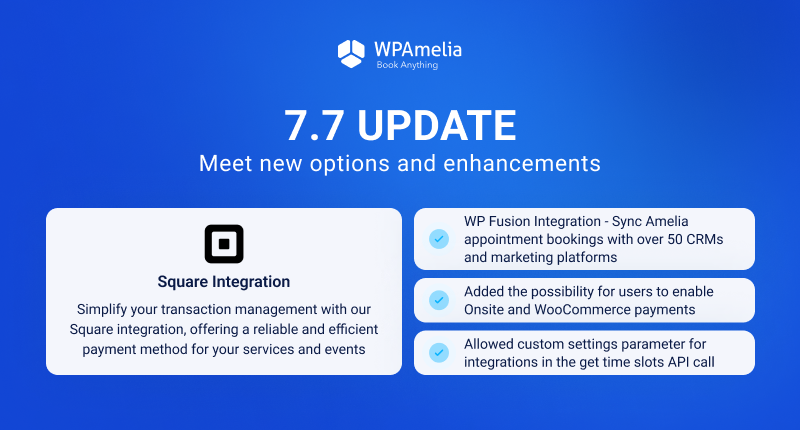 WPAmelia
Book Anything
7.7 UPDATE
Meet new options and enhancements
Square Integration
Simplify your transaction management with our
Square integration, offering a reliable and efficient
payment method for your services and events
WP Fusion Integration - Sync Amelia
appointment bookings with over 50 CRMs
and marketing platforms
Added the possibility for users to enable
Onsite and WooCommerce payments
Allowed custom settings parameter for
integrations in the get time slots API call